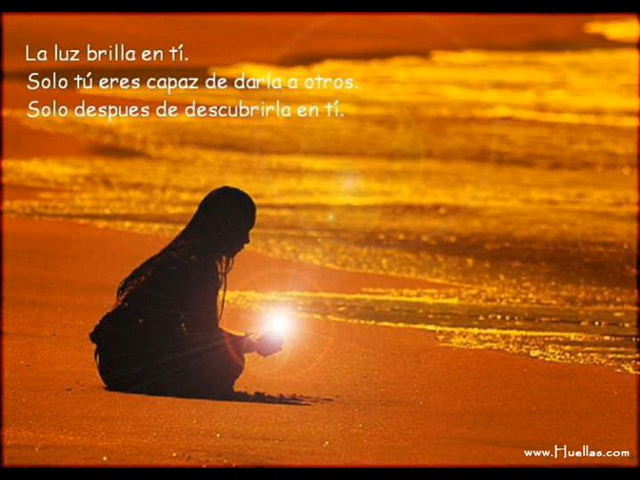 La luz brilla en tí.
Solo tú eres capaz de darla a otros.
Solo despues de descubrirla en tí.
www.Huellas.com